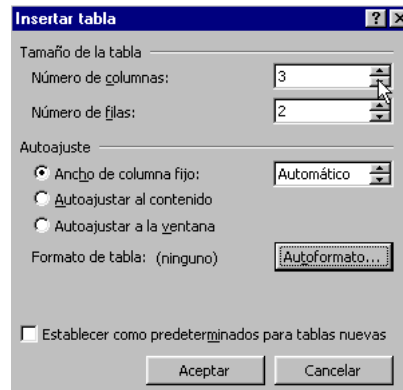 Insertar tabla
Tamaño de la tabla
Número de columnas: 3
Número de filas: 2
Autoajuste
Ancho de columna fijo: Automático
Autoajustar al contenido
Autoajustar a la ventana
Formato de tabla: (ninguno) Autoformato...
Establecer como predeterminados para tablas nuevas
Aceptar Cancelar